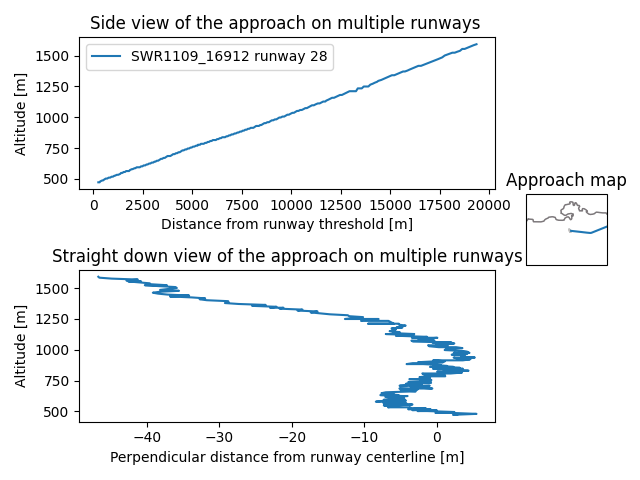 Side view of the approach on multiple runways
SWR1109_16912 runway 28
Altitude [m]
1500
1250
1000
750
500
0 2500 5000 7500 10000 12500 15000 17500 20000
Distance from runway threshold [m]
Approach map
Straight down view of the approach on multiple runways
Altitude [m]
1500
1250
1000
750
500
−40 −30 −20 −10 0
Perpendicular distance from runway centerline [m]